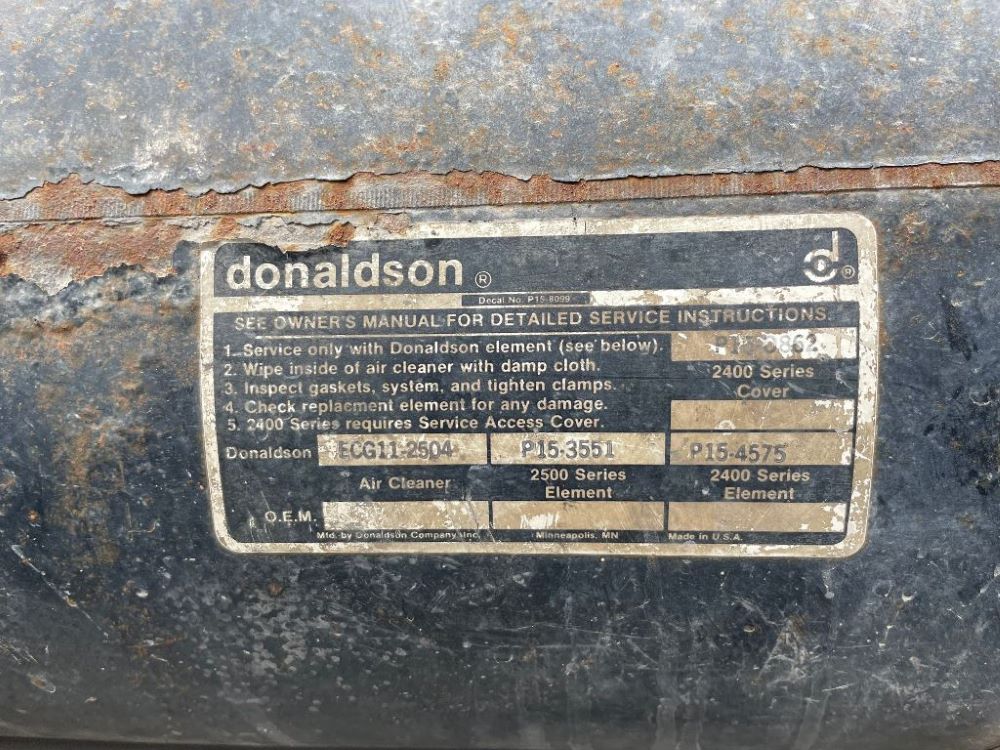 donaldson ®
Decal No. P15-8099
SEE OWNER'S MANUAL FOR DETAILED SERVICE INSTRUCTIONS.
1. Service only with Donaldson element (see below).
2. Wipe inside of air cleaner with damp cloth.
3. Inspect gaskets, system, and tighten clamps.
4. Check replacment element for any damage.
5. 2400 Series requires Service Access Cover.
2400 Series
Cover
Donaldson ECG11-2504 P15-3551 P15-4575
Air Cleaner 2500 Series 2400 Series
Element Element
O.E.M.
Mfd. by Donaldson Company Inc. Minneapolis, MN Made in U.S.A.